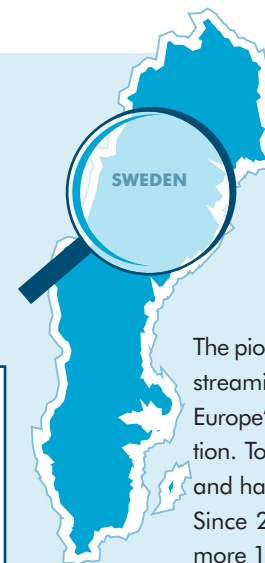 SWEDEN
The pio
streami
Europe'
tion. To
and ha
Since 2
more 1